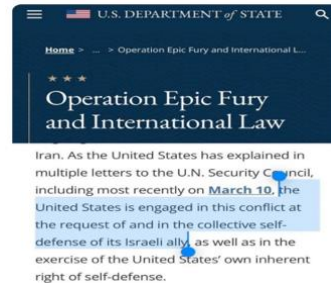 U.S. DEPARTMENT of STATE
Home > ... > Operation Epic Fury and International L...
Operation Epic Fury
and International Law
Iran. As the United States has explained in
multiple letters to the U.N. Security Council,
including most recently on March 10, the
United States is engaged in this conflict at
the request of and in the collective self-
defense of its Israeli ally, as well as in the
exercise of the United States' own inherent
right of self-defense.